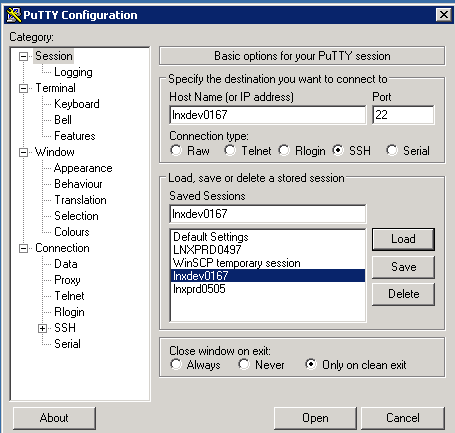 PuTTY Configuration
Category:
Session
Logging
Terminal
Keyboard
Bell
Features
Window
Appearance
Behaviour
Translation
Selection
Colours
Connection
Data
Proxy
Telnet
Rlogin
SSH
Serial
Basic options for your PuTTY session
Specify the destination you want to connect to
Host Name (or IP address) Port
lnxdev0167 22
Connection type:
Raw Telnet Rlogin SSH Serial
Load, save or delete a stored session
Saved Sessions
lnxdev0167
Default Settings
LNXPRD0497
WinSCP temporary session
lnxdev0167
lnxprd0505
Load
Save
Delete
Close window on exit:
Always Never Only on clean exit
About Open Cancel